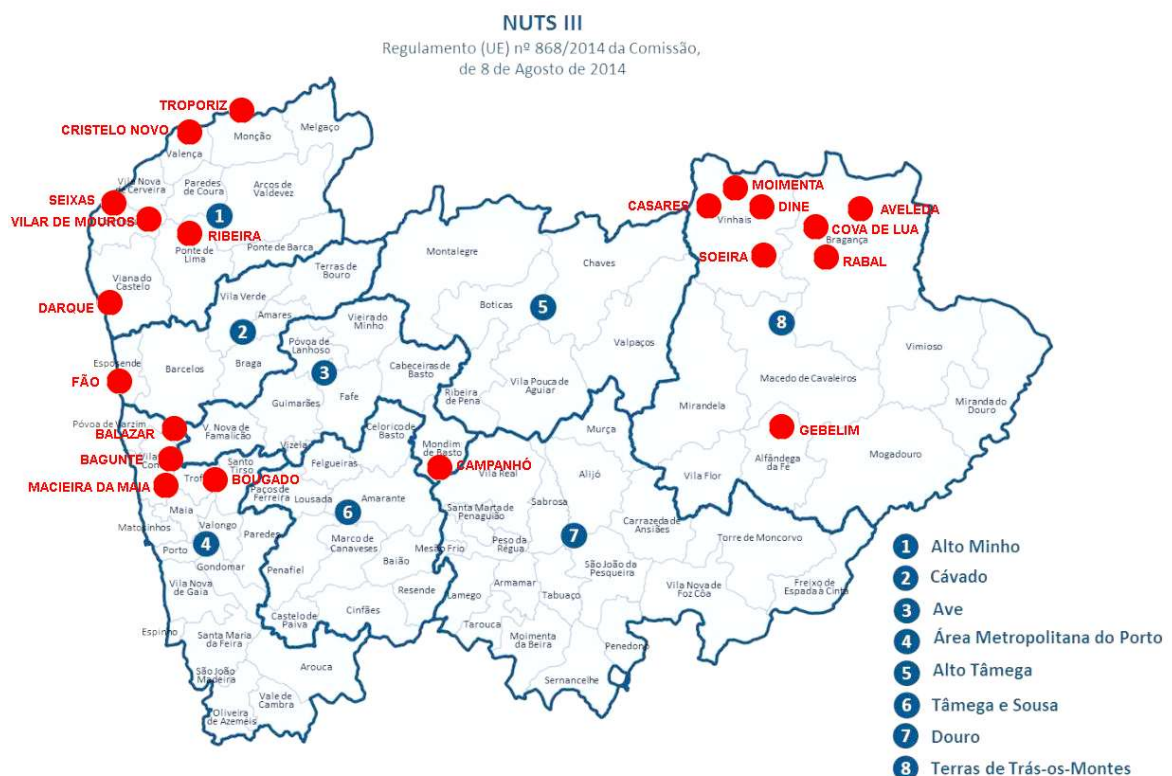 NUTS III
Regulamento (UE) nº 868/2014 da Comissão,
de 8 de Agosto de 2014
TROPORIZ
CRISTELO NOVO
Monção
Melgaço
Valença
SEIXAS
Vila Nova
de Cerveira
Paredes
de Coura
Arcos de
Valdevez
VILAR DE MOUROS
1
RIBEIRA
Ponte de
Lima
Ponte de Barca
Viana do
Castelo
DARQUE
Terras de
Bouro
Vila Verde
Amares
2
Braga
Barcelos
Esposende
FÃO
Vieira do
Minho
Póvoa de
Lanhoso
3
Cabeceiras de
Basto
Fafe
Guimarães
Póvoa de Varzim
BALAZAR
V. Nova de
Famalicão
Vizela
Celorico de
Basto
Mondim
de Basto
CAMPANHÓ
BAGUNTE
MACIEIRA DA MAIA
Santo
Tirso
BOUGADO
Felgueiras
Paços de
Ferreira
Lousada
Amarante
6
Maia
Matosinhos
Valongo
Paredes
Porto
4
Gondomar
Marco de
Canaveses
Baião
Mesão Frio
Penafiel
Vila Nova
de Gaia
Resende
Cinfães
Castelo de
Paiva
Espinho
Santa Maria
da Feira
Arouca
São João
Madeira
Vale de
Cambra
Oliveira
de Azeméis
Montalegre
Chaves
Boticas
5
Valpaços
Vila Pouca de
Aguiar
Ribeira
de Pena
Murça
Vila Real
Alijó
Sabrosa
Santa Marta de
Penaguião
Peso da
Régua
7
Carrazeda de
Ansiães
São João da
Pesqueira
Torre de Moncorvo
Lamego
Armamar
Tabuaço
Vila Nova de
Foz Côa
Freixo de
Espada à Cinta
Tarouca
Moimenta
da Beira
Penedono
Sernancelhe
MOIMENTA
CASARES
Vinhais
DINE
AVELEDA
COVA DE LUA
Bragança
SOEIRA
RABAL
8
Vimioso
Macedo de Cavaleiros
Miranda do
Douro
Mirandela
GEBELIM
Alfândega
da Fé
Mogadouro
Vila Flor
1 Alto Minho
2 Cávado
3 Ave
4 Área Metropolitana do Porto
5 Alto Tâmega
6 Tâmega e Sousa
7 Douro
8 Terras de Trás-os-Montes